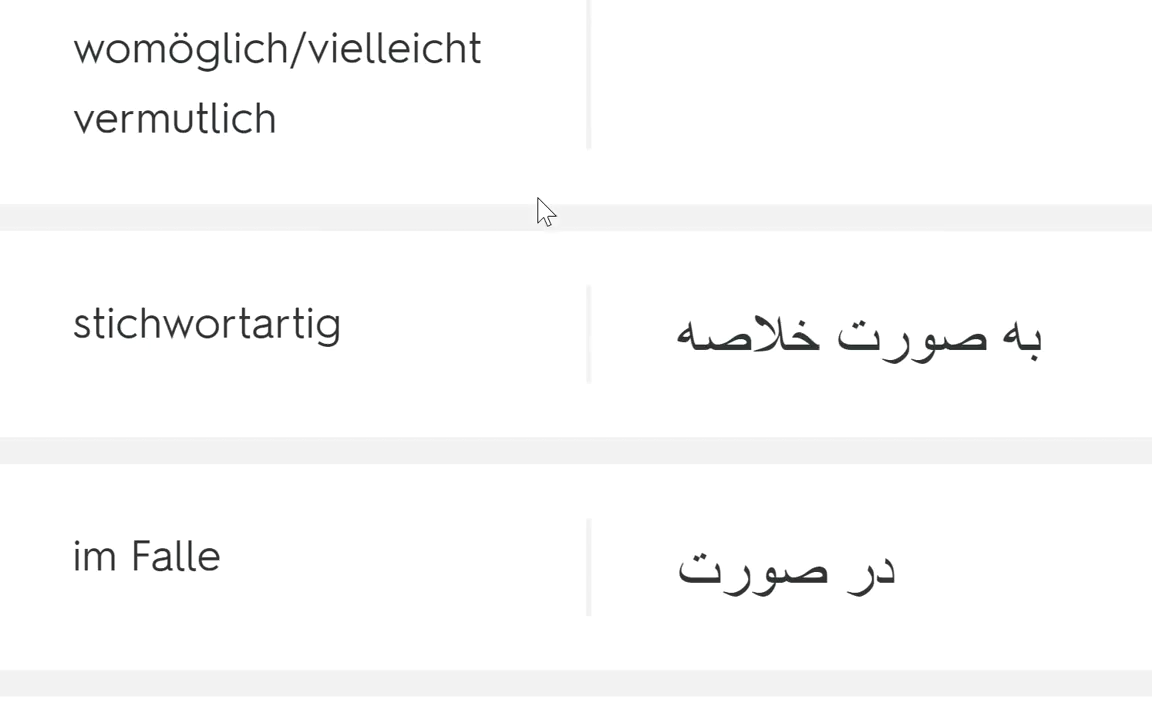 womöglich/vielleicht
vermutlich
stichwortartig
به صورت خلاصه
im Falle
در صورت